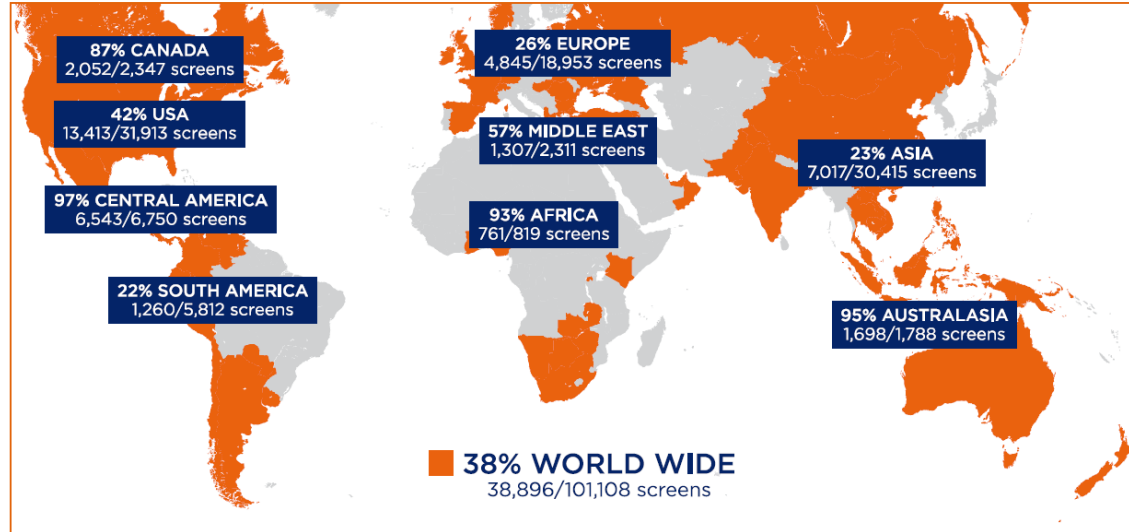 87% CANADA
2,052/2,347 screens
26% EUROPE
4,845/18,953 screens
42% USA
13,413/31,913 screens
57% MIDDLE EAST
1,307/2,311 screens
23% ASIA
7,017/30,415 screens
97% CENTRAL AMERICA
6,543/6,750 screens
93% AFRICA
761/819 screens
22% SOUTH AMERICA
1,260/5,812 screens
95% AUSTRALASIA
1,698/1,788 screens
38% WORLD WIDE
38,896/101,108 screens